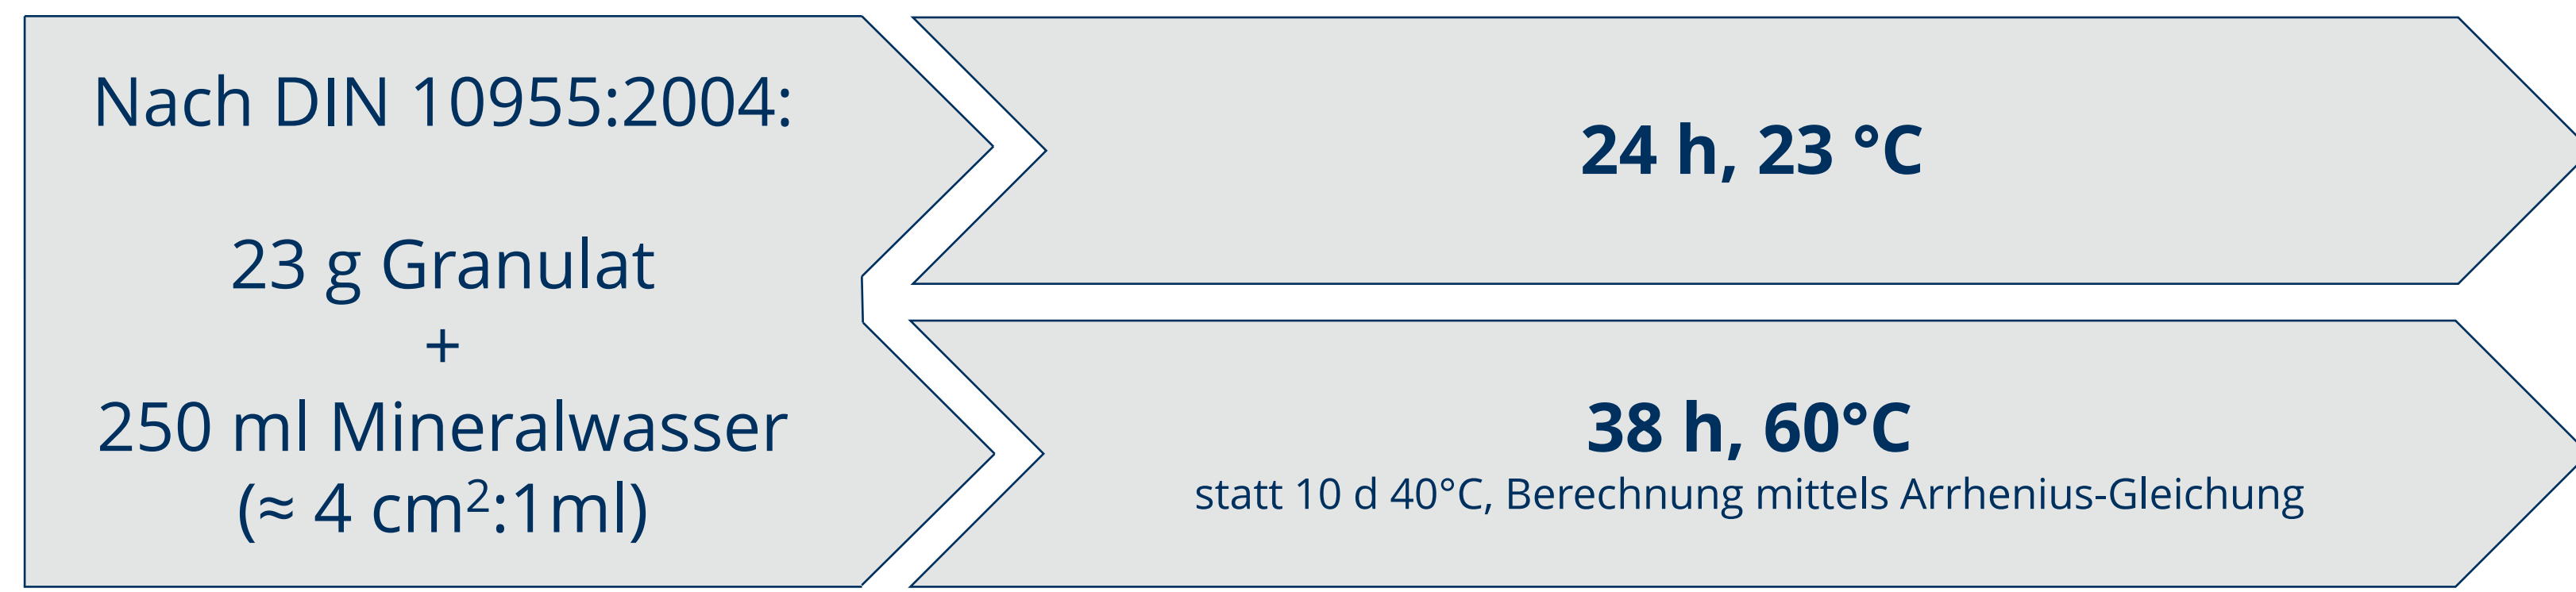 Nach DIN 10955:2004:
23 g Granulat
+
250 ml Mineralwasser
(≈ 4 cm²:1ml)
24 h, 23 °C
38 h, 60°C
statt 10 d 40°C, Berechnung mittels Arrhenius-Gleichung